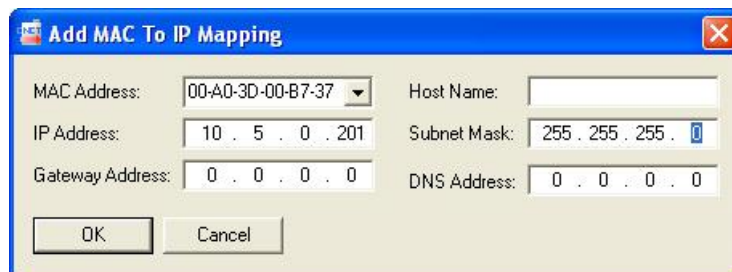 Add MAC To IP Mapping
MAC Address: 00-A0-3D-00-B7-37 Host Name:
IP Address: 10 . 5 . 0 . 201 Subnet Mask: 255 . 255 . 255 . 0
Gateway Address: 0 . 0 . 0 . 0 DNS Address: 0 . 0 . 0 . 0
OK Cancel